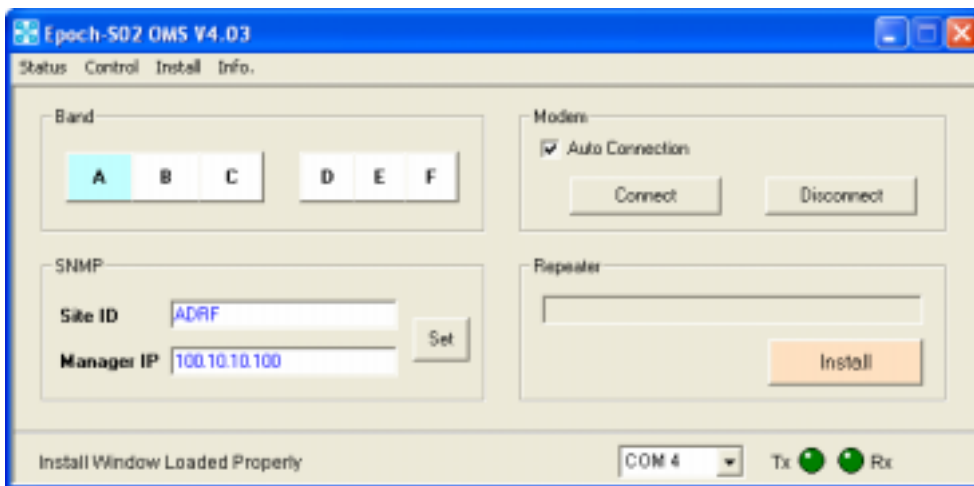 Epoch-S02 OMS V4.03
Status Control Install Info.
Band
A B C D E F
Modem
Auto Connection
Connect Disconnect
SNMP
Site ID ADRF
Manager IP 100.10.10.100
Set
Repeater
Install
Install Window Loaded Properly
COM 4
Tx Rx